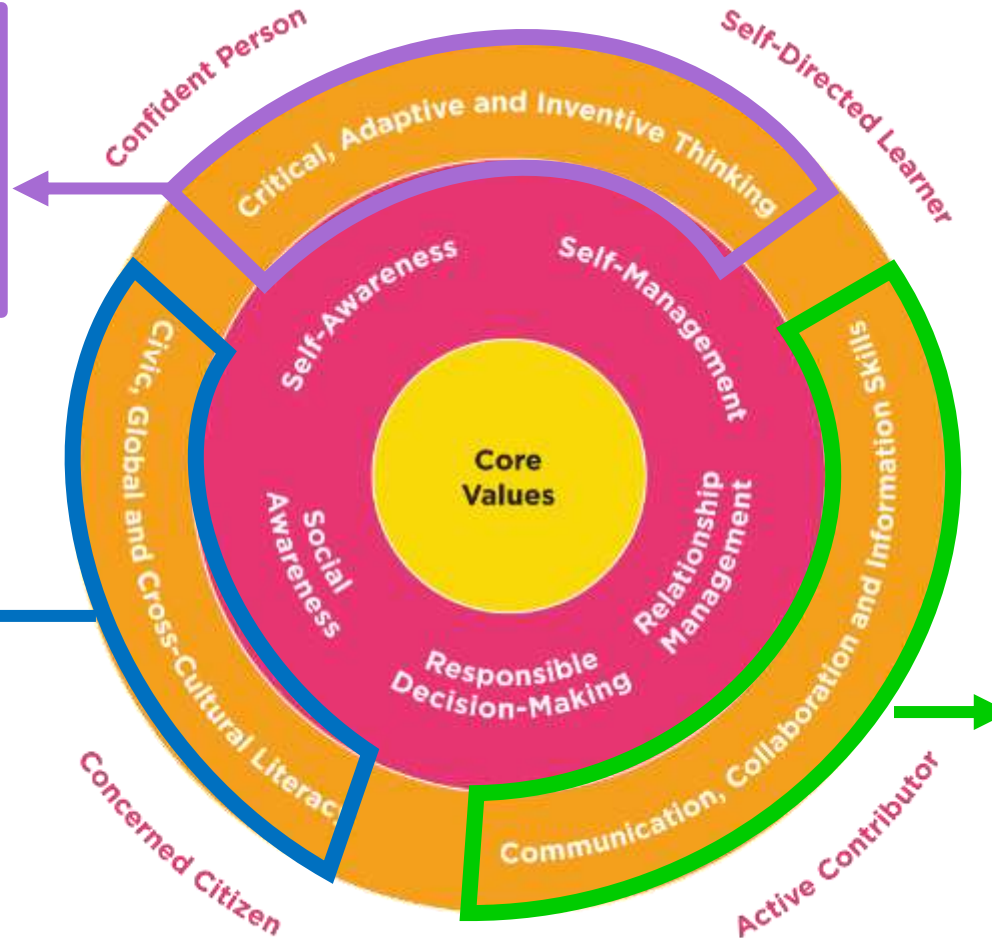 Confident Person
Self-Directed Learner
Critical, Adaptive and Inventive Thinking
Self-Awareness
Self-Management
Civic, Global and Cross-Cultural Literac
Communication, Collaboration and Information Skills
Core
Values
Social
Awareness
Relationship
Management
Responsible
Decision-Making
Concerned Citizen
Active Contributor